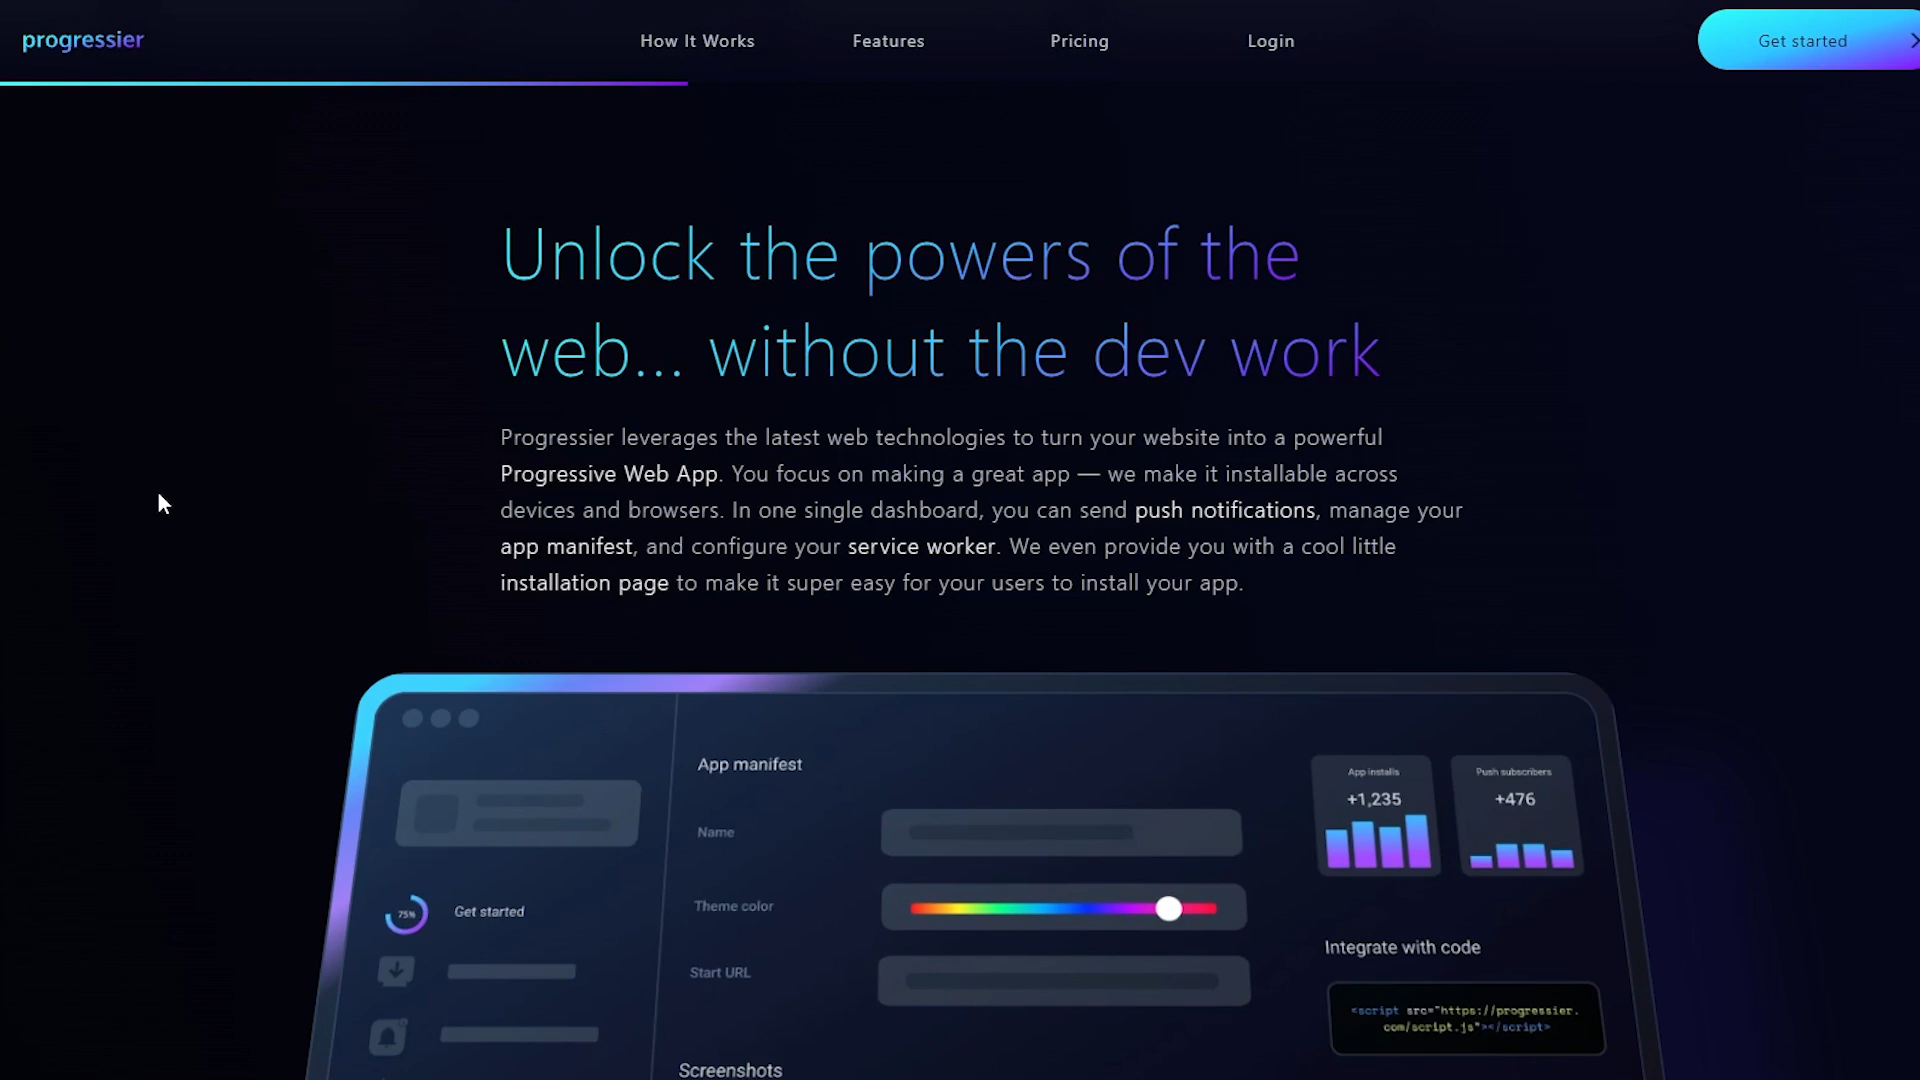 progressier
How It Works
Features
Pricing
Login
Get started
Unlock the powers of the
web... without the dev work
Progressier leverages the latest web technologies to turn your website into a powerful
Progressive Web App. You focus on making a great app — we make it installable across
devices and browsers. In one single dashboard, you can send push notifications, manage your
app manifest, and configure your service worker. We even provide you with a cool little
installation page to make it super easy for your users to install your app.
App manifest
Name
Theme color
Start URL
Screenshots
75%
Get started
App installs
+1,235
Push subscribers
+476
Integrate with code
<script src="https://progressier.
com/script.js"></script>